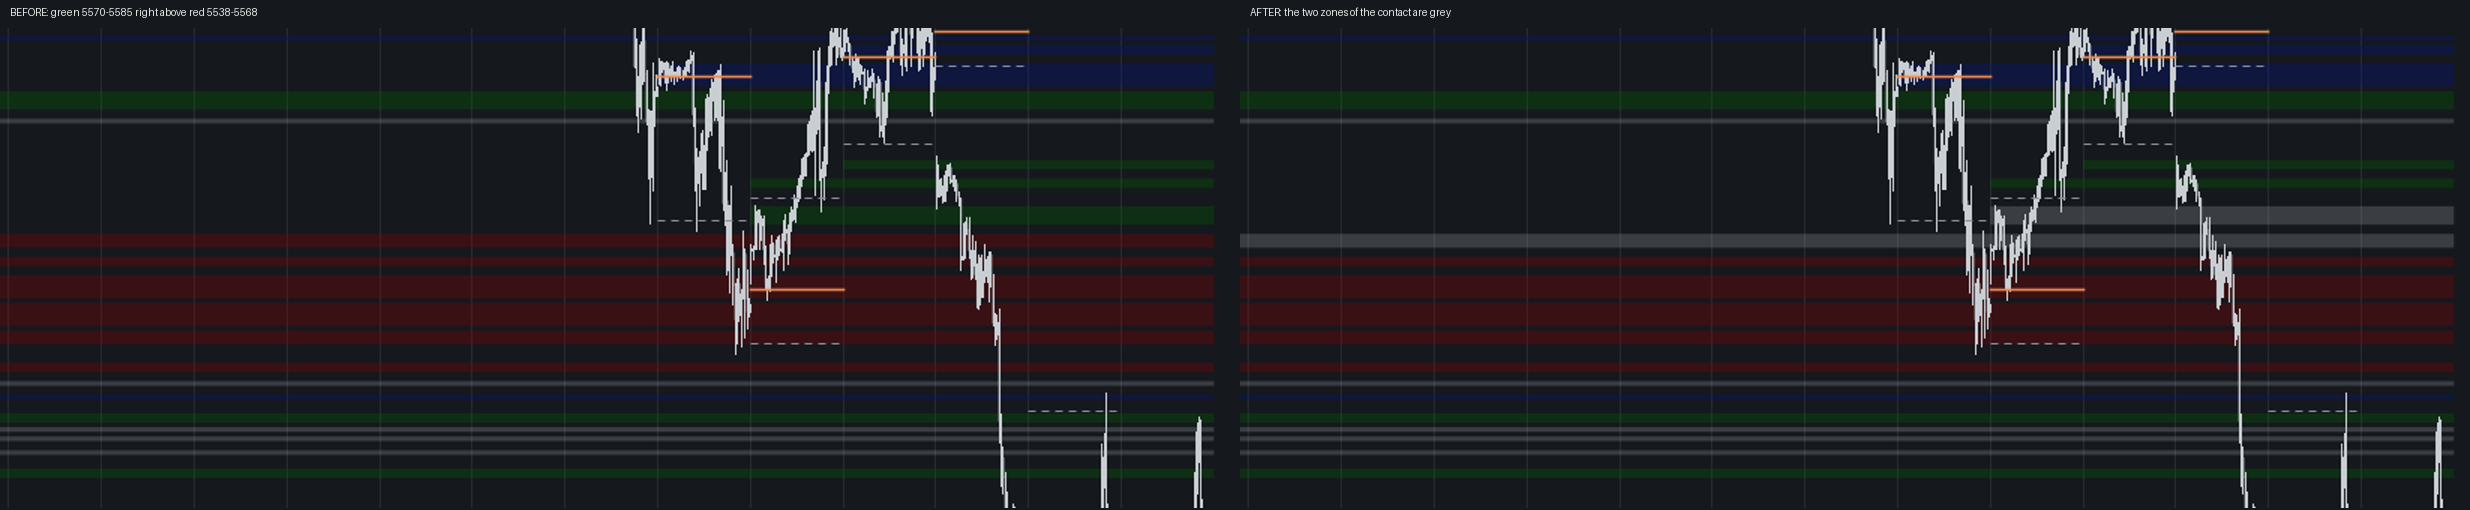 BEFORE: green 5570-5585 right above red 5538-5568
AFTER: the two zones of the contact are grey